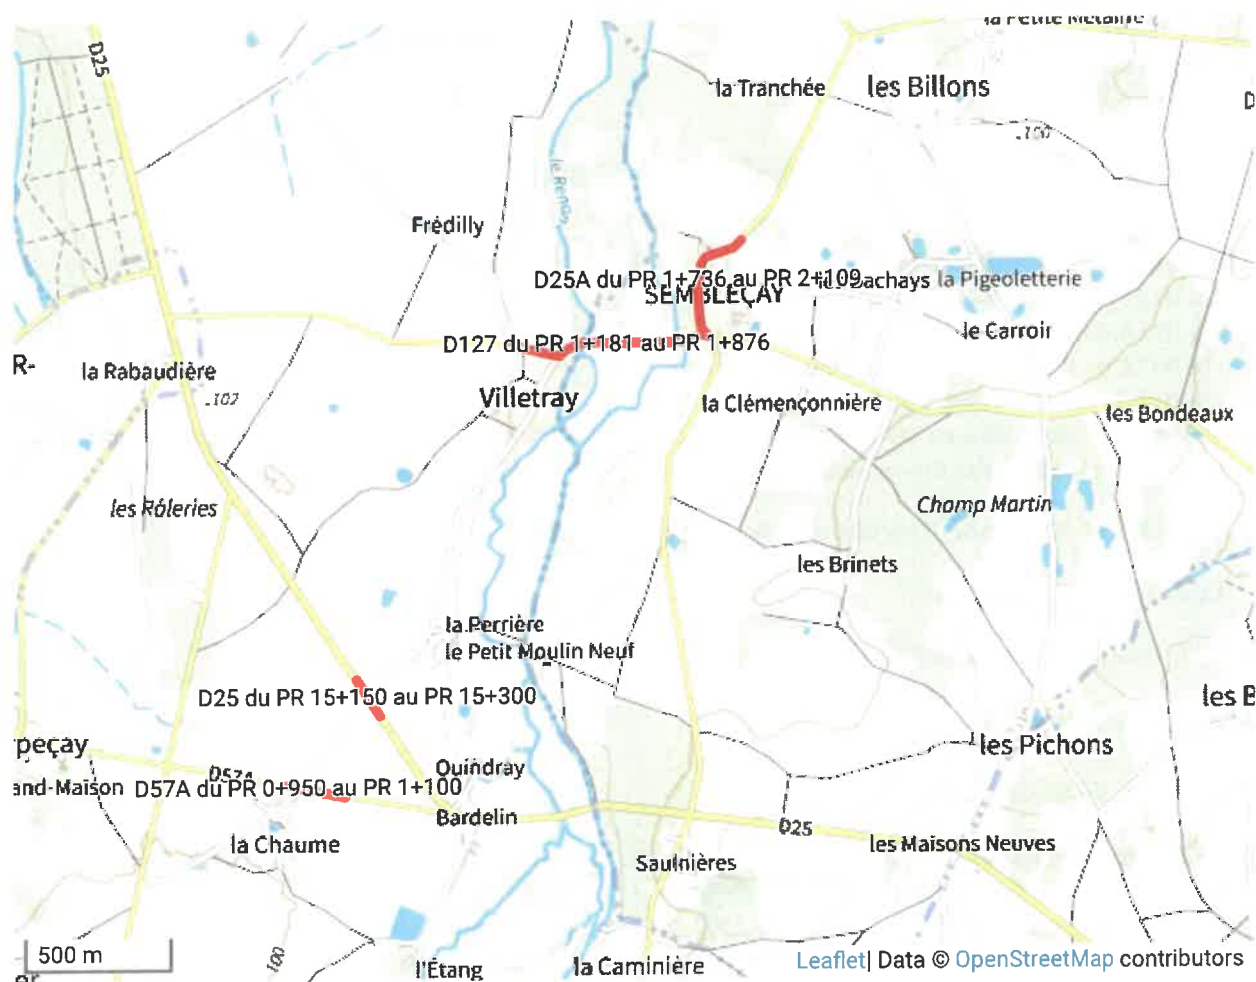 la Petite Métairie
D25
la Tranchée
les Billons
100
le Renon
Frédilly
D25A du PR 1+736 au PR 2+109
achays
la Pigeoletterie
SEMBLEÇAY
le Carroir
D127 du PR 1+181 au PR 1+876
R-
la Rabaudière
102
Villetray
la Clémençonnière
les Bondeaux
les Râleries
Champ Martin
les Brinets
la Perrière
le Petit Moulin Neuf
D25 du PR 15+150 au PR 15+300
les B
peçay
les Pichons
Quindray
D57A
and-Maison
D57A du PR 0+950 au PR 1+100
Bardelin
D25
la Chaume
les Maisons Neuves
Saulnières
500 m
100
l'Étang
la Caminière
Leaflet| Data © OpenStreetMap contributors